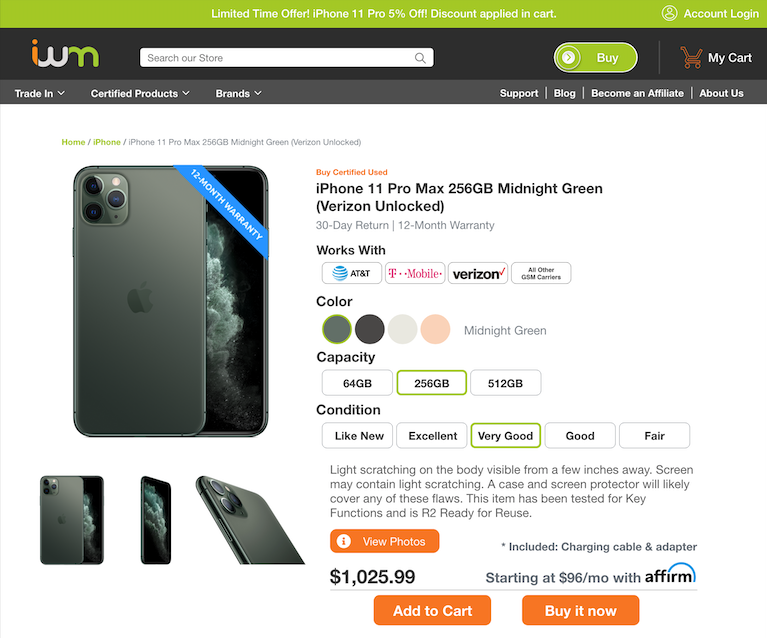 Limited Time Offer! iPhone 11 Pro 5% Off! Discount applied in cart.
Account Login
iwm
Search our Store
Buy
My Cart
Trade In
Certified Products
Brands
Support | Blog | Become an Affiliate | About Us
Home / iPhone / iPhone 11 Pro Max 256GB Midnight Green (Verizon Unlocked)
12-MONTH WARRANTY
Buy Certified Used
iPhone 11 Pro Max 256GB Midnight Green
(Verizon Unlocked)
30-Day Return | 12-Month Warranty
Works With
AT&T
T··Mobile·
verizon✓
All Other
GSM Carriers
Color
Midnight Green
Capacity
64GB
256GB
512GB
Condition
Like New
Excellent
Very Good
Good
Fair
Light scratching on the body visible from a few inches away. Screen
may contain light scratching. A case and screen protector will likely
cover any of these flaws. This item has been tested for Key
Functions and is R2 Ready for Reuse.
View Photos
* Included: Charging cable & adapter
$1,025.99
Starting at $96/mo with affirm
Add to Cart
Buy it now